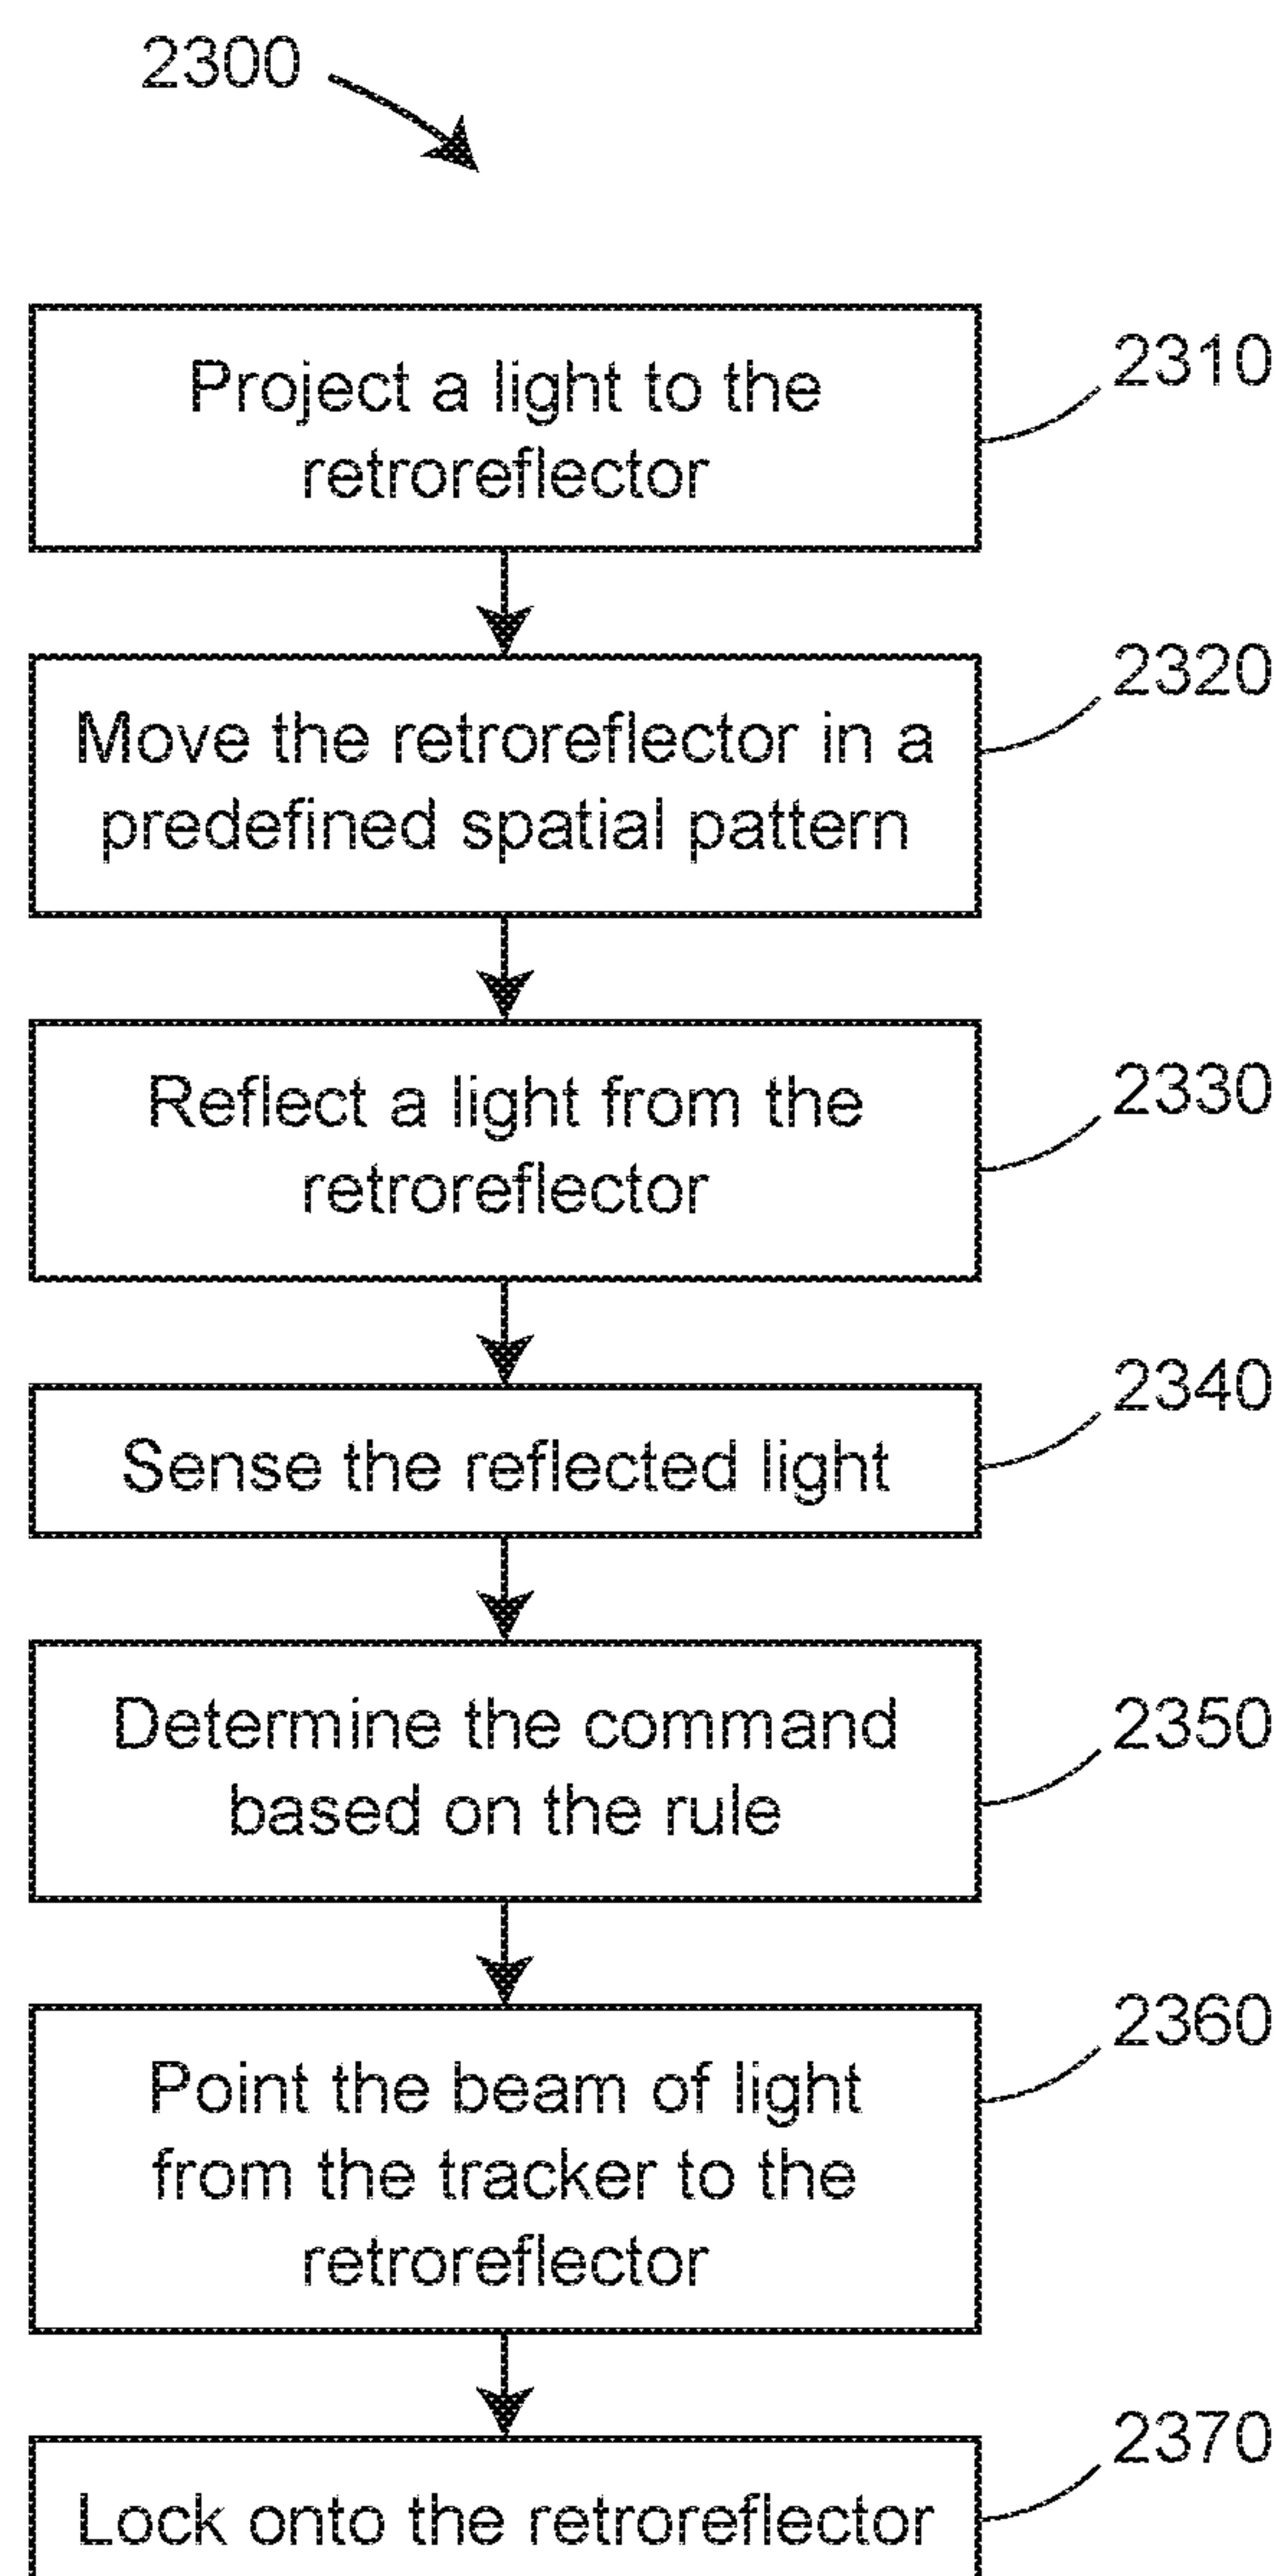 2300
Project a light to the
retroreflector
2310
Move the retroreflector in a
predefined spatial pattern
2320
Reflect a light from the
retroreflector
2330
Sense the reflected light
2340
Determine the command
based on the rule
2350
Point the beam of light
from the tracker to the
retroreflector
2360
Lock onto the retroreflector
2370